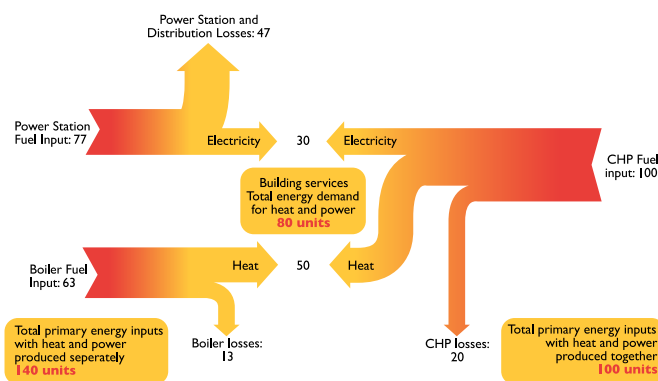 Power Station and
Distribution Losses: 47
Power Station
Fuel Input: 77
Electricity
30
Electricity
CHP Fuel
input: 100
Building services
Total energy demand
for heat and power
80 units
Boiler Fuel
Input: 63
Heat
50
Heat
Total primary energy inputs
with heat and power
produced seperately
140 units
Boiler losses:
13
CHP losses:
20
Total primary energy inputs
with heat and power
produced together
100 units